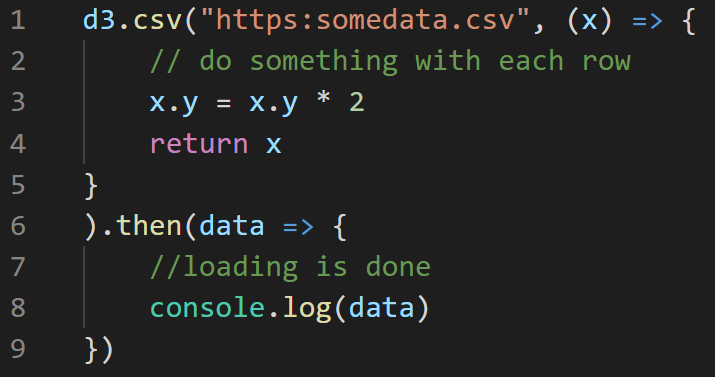 1 d3.csv("https:somedata.csv", (x) => {
2     // do something with each row
3     x.y = x.y * 2
4     return x
5 }
6 ).then(data => {
7     //loading is done
8     console.log(data)
9 })